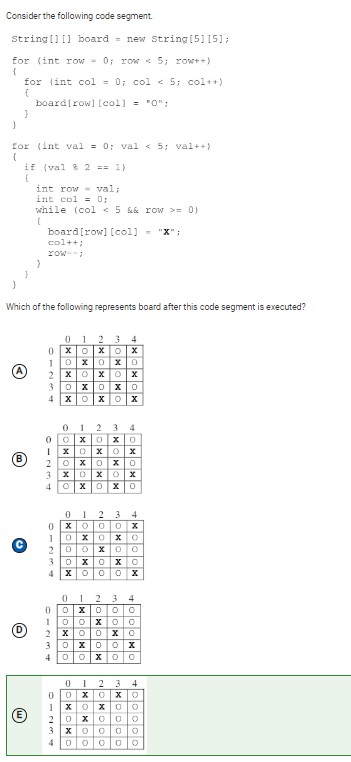 Consider the following code segment.
String[][] board = new String[5][5];
for (int row = 0; row < 5; row++)
{
for (int col = 0; col < 5; col++)
{
board[row][col] = "O";
}
}
for (int val = 0; val < 5; val++)
{
if (val % 2 == 1)
{
int row = val;
int col = 0;
while (col < 5 && row >= 0)
{
board[row][col] = "X";
col++;
row--;
}
}
}
Which of the following represents board after this code segment is executed?
A
0 1 2 3 4
0 X O X O X
1 O X O X O
2 X O X O X
3 O X O X O
4 X O X O X
B
0 1 2 3 4
0 O X O X O
1 X O X O X
2 O X O X O
3 X O X O X
4 O X O X O
C
0 1 2 3 4
0 X O O O X
1 O X O X O
2 O O X O O
3 O X O X O
4 X O O O X
D
0 1 2 3 4
0 O X O O O
1 O O X O O
2 X O O X O
3 O X O O X
4 O O X O O
E
0 1 2 3 4
0 O X O X O
1 X O X O O
2 O X O O O
3 X O O O O
4 O O O O O